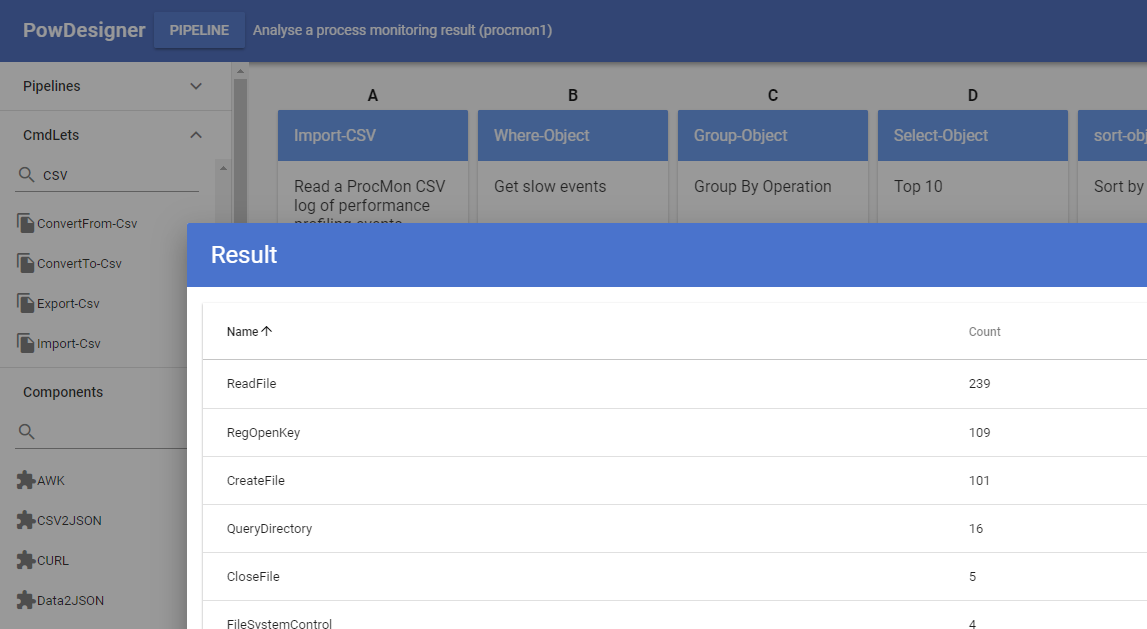 PowDesigner PIPELINE Analyse a process monitoring result (procmon1)
Pipelines
CmdLets
CSV
ConvertFrom-Csv
ConvertTo-Csv
Export-Csv
Import-Csv
Components
AWK
CSV2JSON
CURL
Data2JSON
A B C D
Import-CSV Where-Object Group-Object Select-Object sort-obj
Read a ProcMon CSV Get slow events Group By Operation Top 10 Sort by
log of performance
profiling events
Result
Name Count
ReadFile 239
RegOpenKey 109
CreateFile 101
QueryDirectory 16
CloseFile 5
FileSystemControl 4